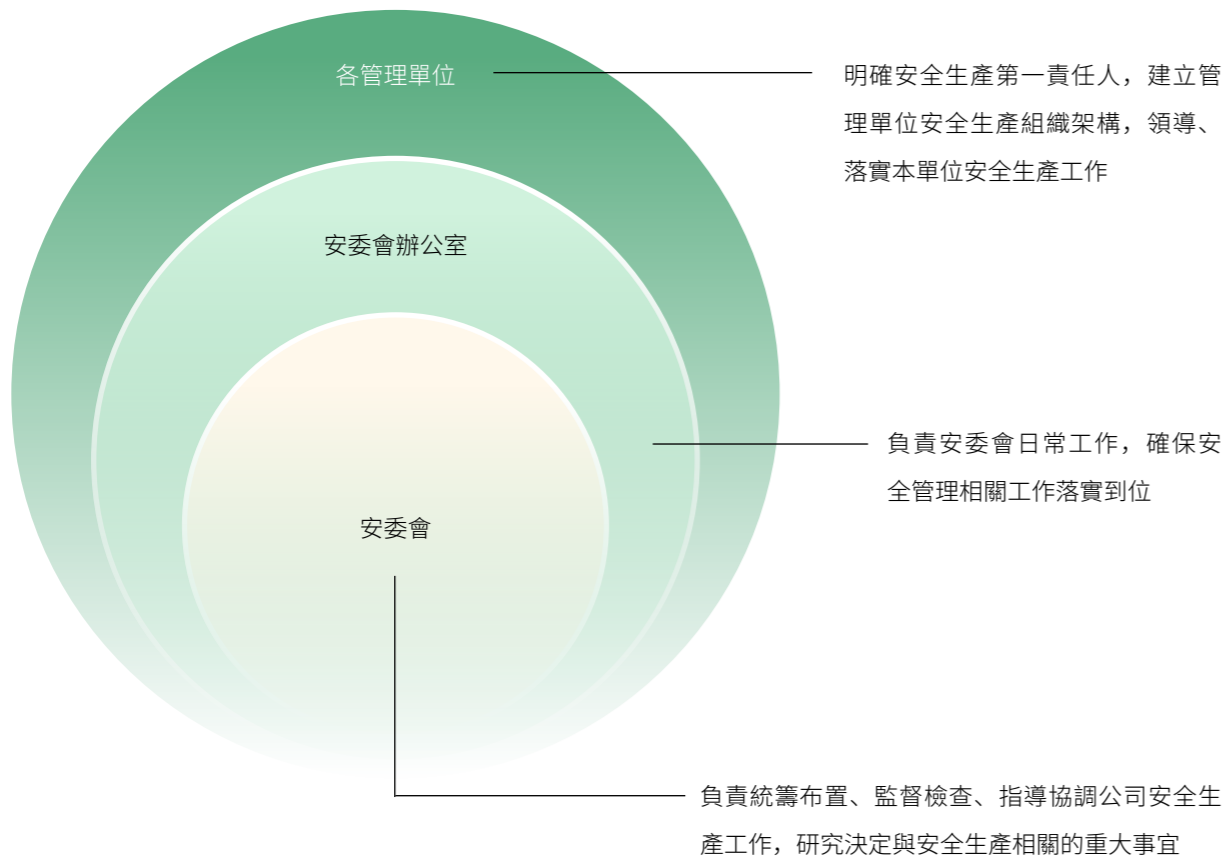 各管理單位
明確安全生產第一責任人，建立管
理單位安全生產組織架構，領導、
落實本單位安全生產工作
安委會辦公室
負責安委會日常工作，確保安
全管理相關工作落實到位
安委會
負責統籌布置、監督檢查、指導協調公司安全生
產工作，研究決定與安全生產相關的重大事宜